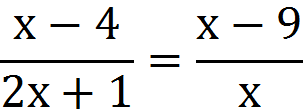 x − 4 / 2x + 1 = x − 9 / x